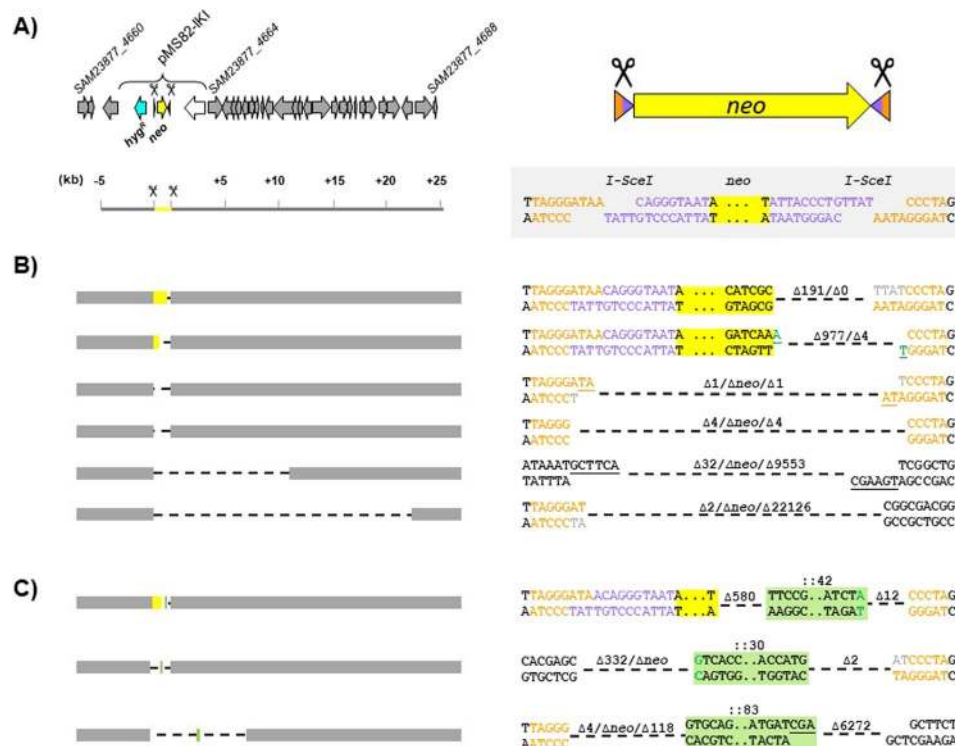 A)
SAM23877_4660
pMS82-IKI
SAM23877_4664
SAM23877_4688
hygR
neo
neo
(kb) -5 +5 +10 +15 +20 +25
I-SceI neo I-SceI
TTAGGGATAA CAGGGTAATA ... TATTACCCTGTTAT CCCTAG
AATCCC TATTGTCCCATTAT ... ATAATGGGAC AATAGGGATC
B)
TTAGGGATAACAGGGTAATA ... CATCGC Δ191/Δ0 TTATCCCTAG
AATCCCTATTGTCCCATTAT ... GTAGCG AATAGGGATC
TTAGGGATAACAGGGTAATA ... GATCAAA Δ977/Δ4 CCCTAG
AATCCCTATTGTCCCATTAT ... CTAGTT TGGGATC
TTAGGGATA Δ1/Δneo/Δ1 TCCCTAG
AATCCCT ATAGGGATC
TTAGGG Δ4/Δneo/Δ4 CCCTAG
AATCCC GGGATC
ATAAATGCTTCA Δ32/Δneo/Δ9553 TCGGCTG
TATTTA CGAAGTAGCCGAC
TTAGGGAT Δ2/Δneo/Δ22126 CGGCGACGG
AATCCCTA GCCGCTGCC
C)
::42
TTAGGGATAACAGGGTAATA...T Δ580 TTCCG..ATCTA Δ12 CCCTAG
AATCCCTATTGTCCCATTAT...A AAGGC..TAGAT GGGATC
::30
CACGAGC Δ332/Δneo GTCACC..ACCATG Δ2 ATCCCTAG
GTGCTCG CAGTGG..TGGTAC TAGGGATC
::83
TTAGGG Δ4/Δneo/Δ118 GTGCAG..ATGATCGA Δ6272 GCTTCT
AATCCC CACGTC..TACTA GCTCGAAGA